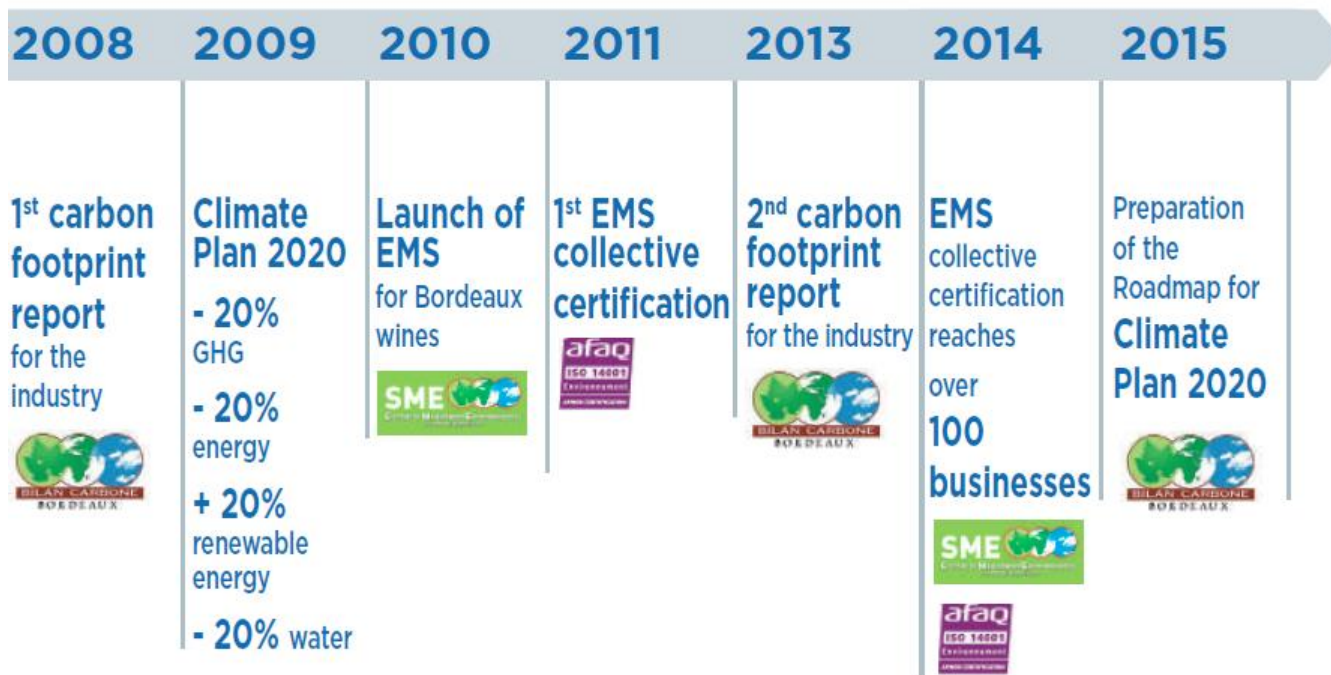 2008 2009 2010 2011 2013 2014 2015
1st carbon
footprint
report
for the
industry
BILAN CARBONE
BORDEAUX
Climate
Plan 2020
- 20%
GHG
- 20%
energy
+ 20%
renewable
energy
- 20% water
Launch of
EMS
for Bordeaux
wines
SME
1st EMS
collective
certification
afaq
ISO 14001
Environnement
AFNOR CERTIFICATION
2nd carbon
footprint
report
for the industry
BILAN CARBONE
BORDEAUX
EMS
collective
certification
reaches
over
100
businesses
SME
afaq
ISO 14001
Environnement
AFNOR CERTIFICATION
Preparation
of the
Roadmap for
Climate
Plan 2020
BILAN CARBONE
BORDEAUX